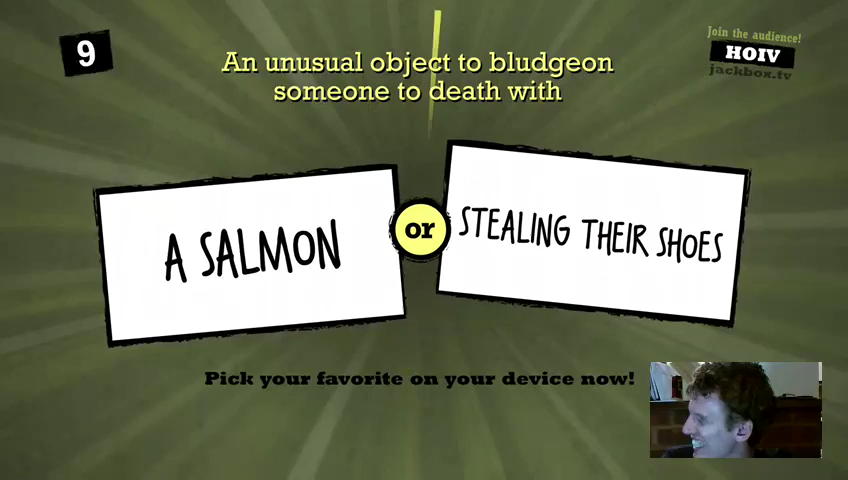 9
An unusual object to bludgeon
someone to death with
Join the audience!
HOIV
jackbox.tv
A SALMON
or
STEALING THEIR SHOES
Pick your favorite on your device now!